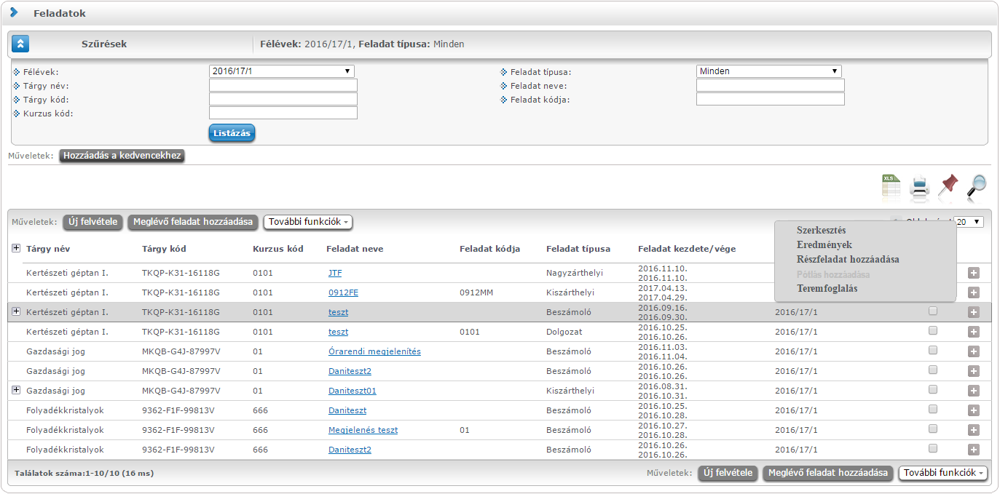 Feladatok
Szűrések Félévek: 2016/17/1, Feladat típusa: Minden
Félévek: 2016/17/1 Feladat típusa: Minden
Tárgy név: Feladat neve:
Tárgy kód: Feladat kódja:
Kurzus kód:
Listázás
Műveletek: Hozzáadás a kedvencekhez
XLS
Műveletek: Új felvétele Meglévő feladat hozzáadása További funkciók 20
Szerkesztés
Eredmények
Részfeladat hozzáadása
Pótlás hozzáadása
Teremfoglalás
Tárgy név Tárgy kód Kurzus kód Feladat neve Feladat kódja Feladat típusa Feladat kezdete/vége
Kertészeti géptan I. TKQP-K31-16118G 0101 JTF Nagyzárthelyi 2016.11.10.
2016.11.10.
Kertészeti géptan I. TKQP-K31-16118G 0101 0912FE 0912MM Kiszárthelyi 2017.04.13.
2017.04.29.
Kertészeti géptan I. TKQP-K31-16118G 0101 teszt Beszámoló 2016.09.16. 2016/17/1
2016.09.30.
Kertészeti géptan I. TKQP-K31-16118G 0101 teszt 0101 Dolgozat 2016.10.25. 2016/17/1
2016.10.26.
Gazdasági jog MKQB-G4J-87997V 01 Órarendi megjelenítés Beszámoló 2016.11.03. 2016/17/1
2016.11.04.
Gazdasági jog MKQB-G4J-87997V 01 Daniteszt2 Beszámoló 2016.10.26. 2016/17/1
2016.10.26.
Gazdasági jog MKQB-G4J-87997V 01 Daniteszt01 Kiszárthelyi 2016.08.31. 2016/17/1
2016.10.31.
Folyadékkristalyok 9362-F1F-99813V 666 Daniteszt Beszámoló 2016.10.25. 2016/17/1
2016.10.28.
Folyadékkristalyok 9362-F1F-99813V 666 Megjelenés teszt 01 Beszámoló 2016.10.27. 2016/17/1
2016.10.28.
Folyadékkristalyok 9362-F1F-99813V 666 Daniteszt2 Beszámoló 2016.10.26. 2016/17/1
2016.10.26.
Találatok száma:1-10/10 (16 ms) Műveletek: Új felvétele Meglévő feladat hozzáadása További funkciók